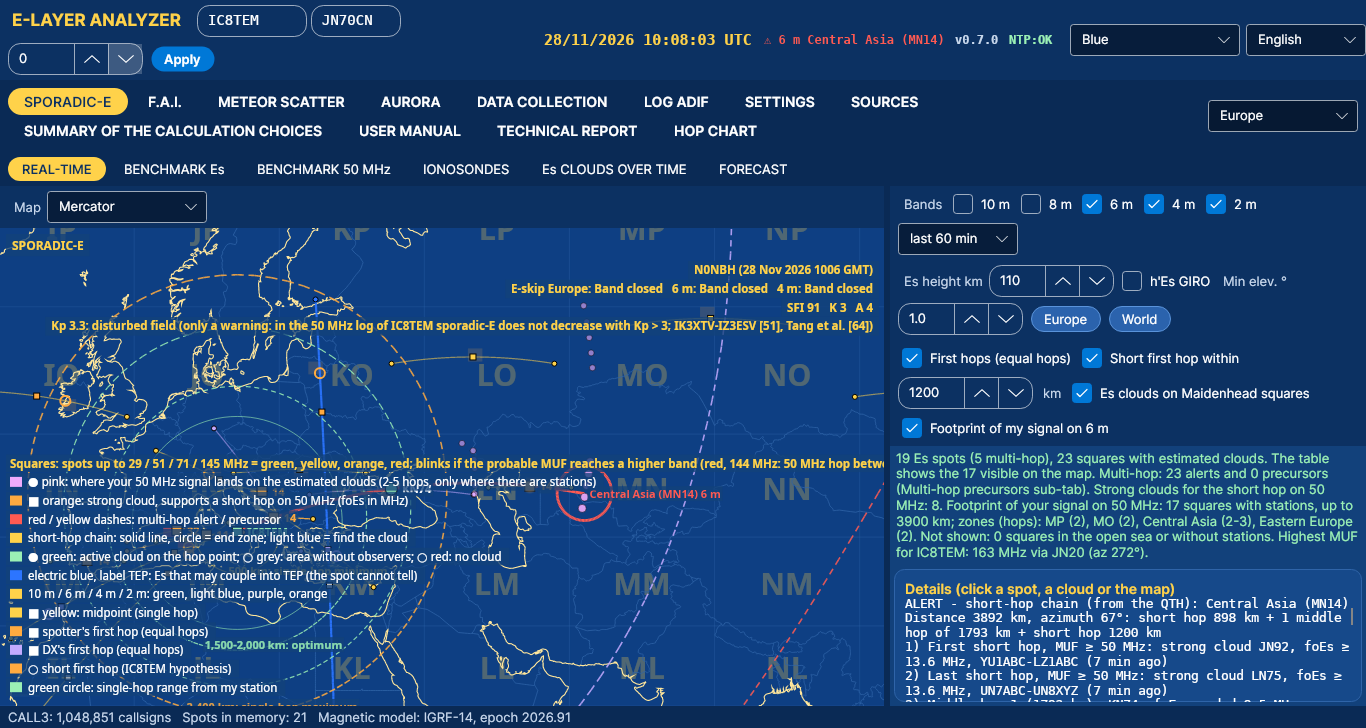 E-LAYER ANALYZER
IC8TEM
JN70CN
28/11/2026 10:08:03 UTC
⚠ 6 m Central Asia (MN14)
v0.7.0
NTP:OK
Blue
English
0
Apply
SPORADIC-E
F.A.I.
METEOR SCATTER
AURORA
DATA COLLECTION
LOG ADIF
SETTINGS
SOURCES
SUMMARY OF THE CALCULATION CHOICES
USER MANUAL
TECHNICAL REPORT
HOP CHART
Europe
REAL-TIME
BENCHMARK Es
BENCHMARK 50 MHz
IONOSONDES
Es CLOUDS OVER TIME
FORECAST
Map
Mercator
SPORADIC-E
IP
JP
KP
LP
MP
NP
N0NBH (28 Nov 2026 1006 GMT)
E-skip Europe: Band closed 6 m: Band closed 4 m: Band closed
SFI 91 K 3 A 4
Kp 3.3: disturbed field (only a warning: in the 50 MHz log of IC8TEM sporadic-E does not decrease with Kp > 3; IK3XTV-IZ3ESV [51], Tang et al. [64])
IO
JO
KO
LO
MO
NO
Squares: spots up to 29 / 51 / 71 / 145 MHz = green, yellow, orange, red; blinks if the probable MUF reaches a higher band (red, 144 MHz: 50 MHz hop betw
pink: where your 50 MHz signal lands on the estimated clouds (2-5 hops, only where there are stations)
orange: strong cloud, supports a short hop on 50 MHz (foEs in MHz)
red / yellow dashes: multi-hop alert / precursor
short-hop chain: solid line, circle = end zone; light blue = find the cloud
green: active cloud on the hop point; ○ grey: area without observers; ○ red: no cloud
electric blue, label TEP: Es that may couple into TEP (the spot cannot tell)
10 m / 6 m / 4 m / 2 m: green, light blue, purple, orange
yellow: midpoint (single hop)
spotter's first hop (equal hops)
DX's first hop (equal hops)
short first hop (IC8TEM hypothesis)
green circle: single-hop range from my station
4
Central Asia (MN14) 6 m
LN
MN
NN
KM
LM
MM
NM
1,500-2,000 km: optimum
KL
LL
ML
NL
Bands
10 m
8 m
6 m
4 m
2 m
last 60 min
Es height km
110
h'Es GIRO
Min elev. °
1.0
Europe
World
First hops (equal hops)
Short first hop within
1200
km
Es clouds on Maidenhead squares
Footprint of my signal on 6 m
19 Es spots (5 multi-hop), 23 squares with estimated clouds. The table
shows the 17 visible on the map. Multi-hop: 23 alerts and 0 precursors
(Multi-hop precursors sub-tab). Strong clouds for the short hop on 50
MHz: 8. Footprint of your signal on 50 MHz: 17 squares with stations, up to
3900 km; zones (hops): MP (2), MO (2), Central Asia (2-3), Eastern Europe
(2). Not shown: 0 squares in the open sea or without stations. Highest MUF
for IC8TEM: 163 MHz via JN20 (az 272°).
Details (click a spot, a cloud or the map)
ALERT - short-hop chain (from the QTH): Central Asia (MN14)
Distance 3892 km, azimuth 67°: short hop 898 km + 1 middle
hop of 1793 km + short hop 1200 km
1) First short hop, MUF ≥ 50 MHz: strong cloud JN92, foEs ≥
13.6 MHz, YU1ABC-LZ1ABC (7 min ago)
2) Last short hop, MUF ≥ 50 MHz: strong cloud LN75, foEs ≥
13.6 MHz, UN7ABC-UN8XYZ (7 min ago)
CALL3: 1,048,851 callsigns Spots in memory: 21 Magnetic model: IGRF-14, epoch 2026.91